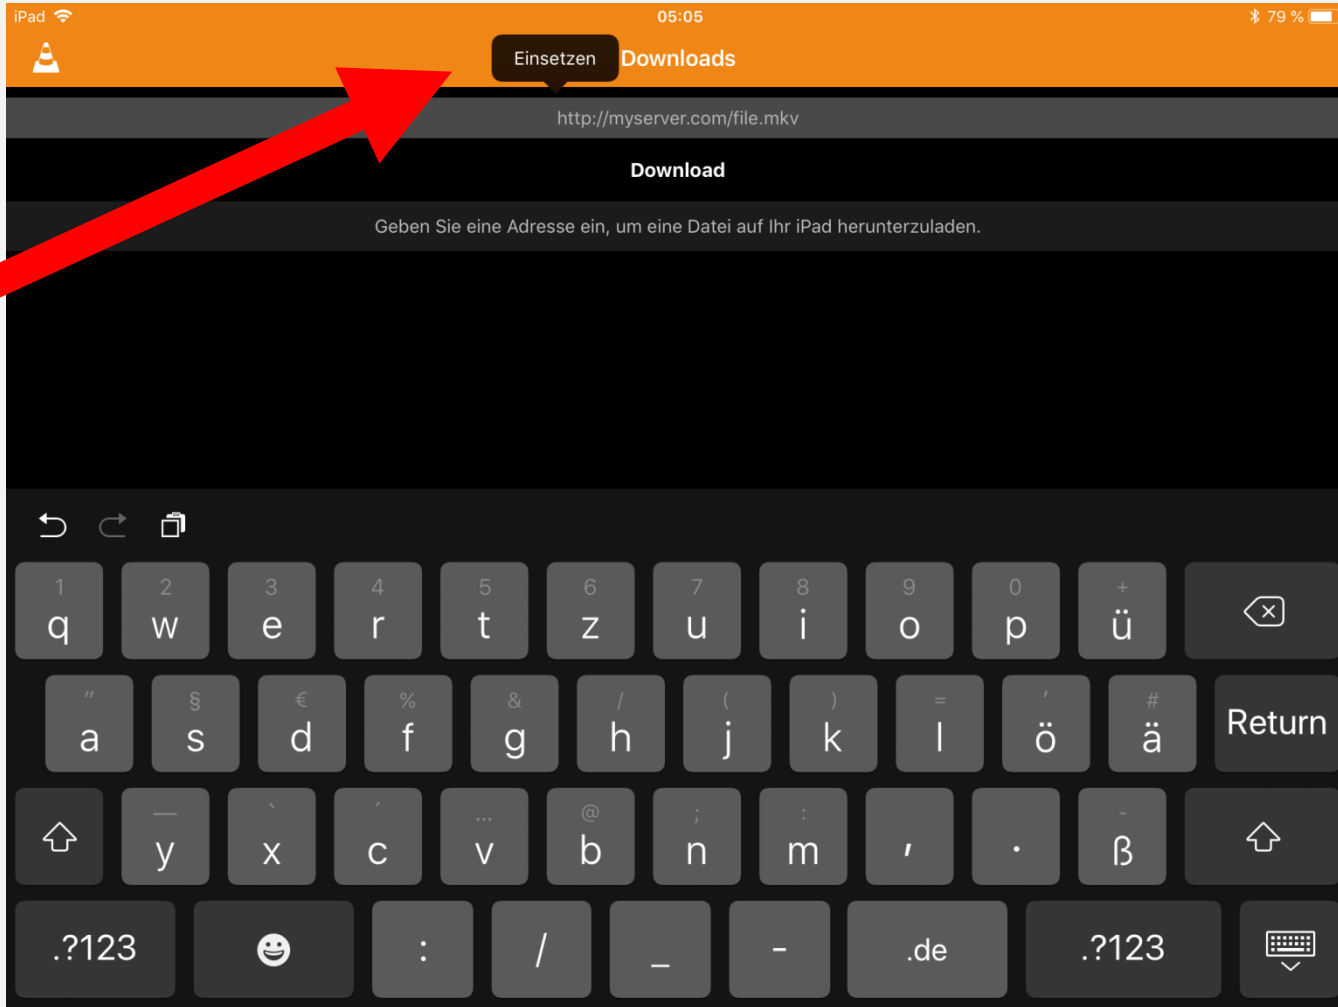 iPad 05:05 79 %
Einsetzen Downloads
http://myserver.com/file.mkv
Download
Geben Sie eine Adresse ein, um eine Datei auf Ihr iPad herunterzuladen.
1 2 3 4 5 6 7 8 9 0 +
q w e r t z u i o p ü
" § € % & / ( ) = ' #
a s d f g h j k l ö ä Return
— ` ´ ... @ ; : -
y x c v b n m , . ß
.?123 : / _ - .de .?123